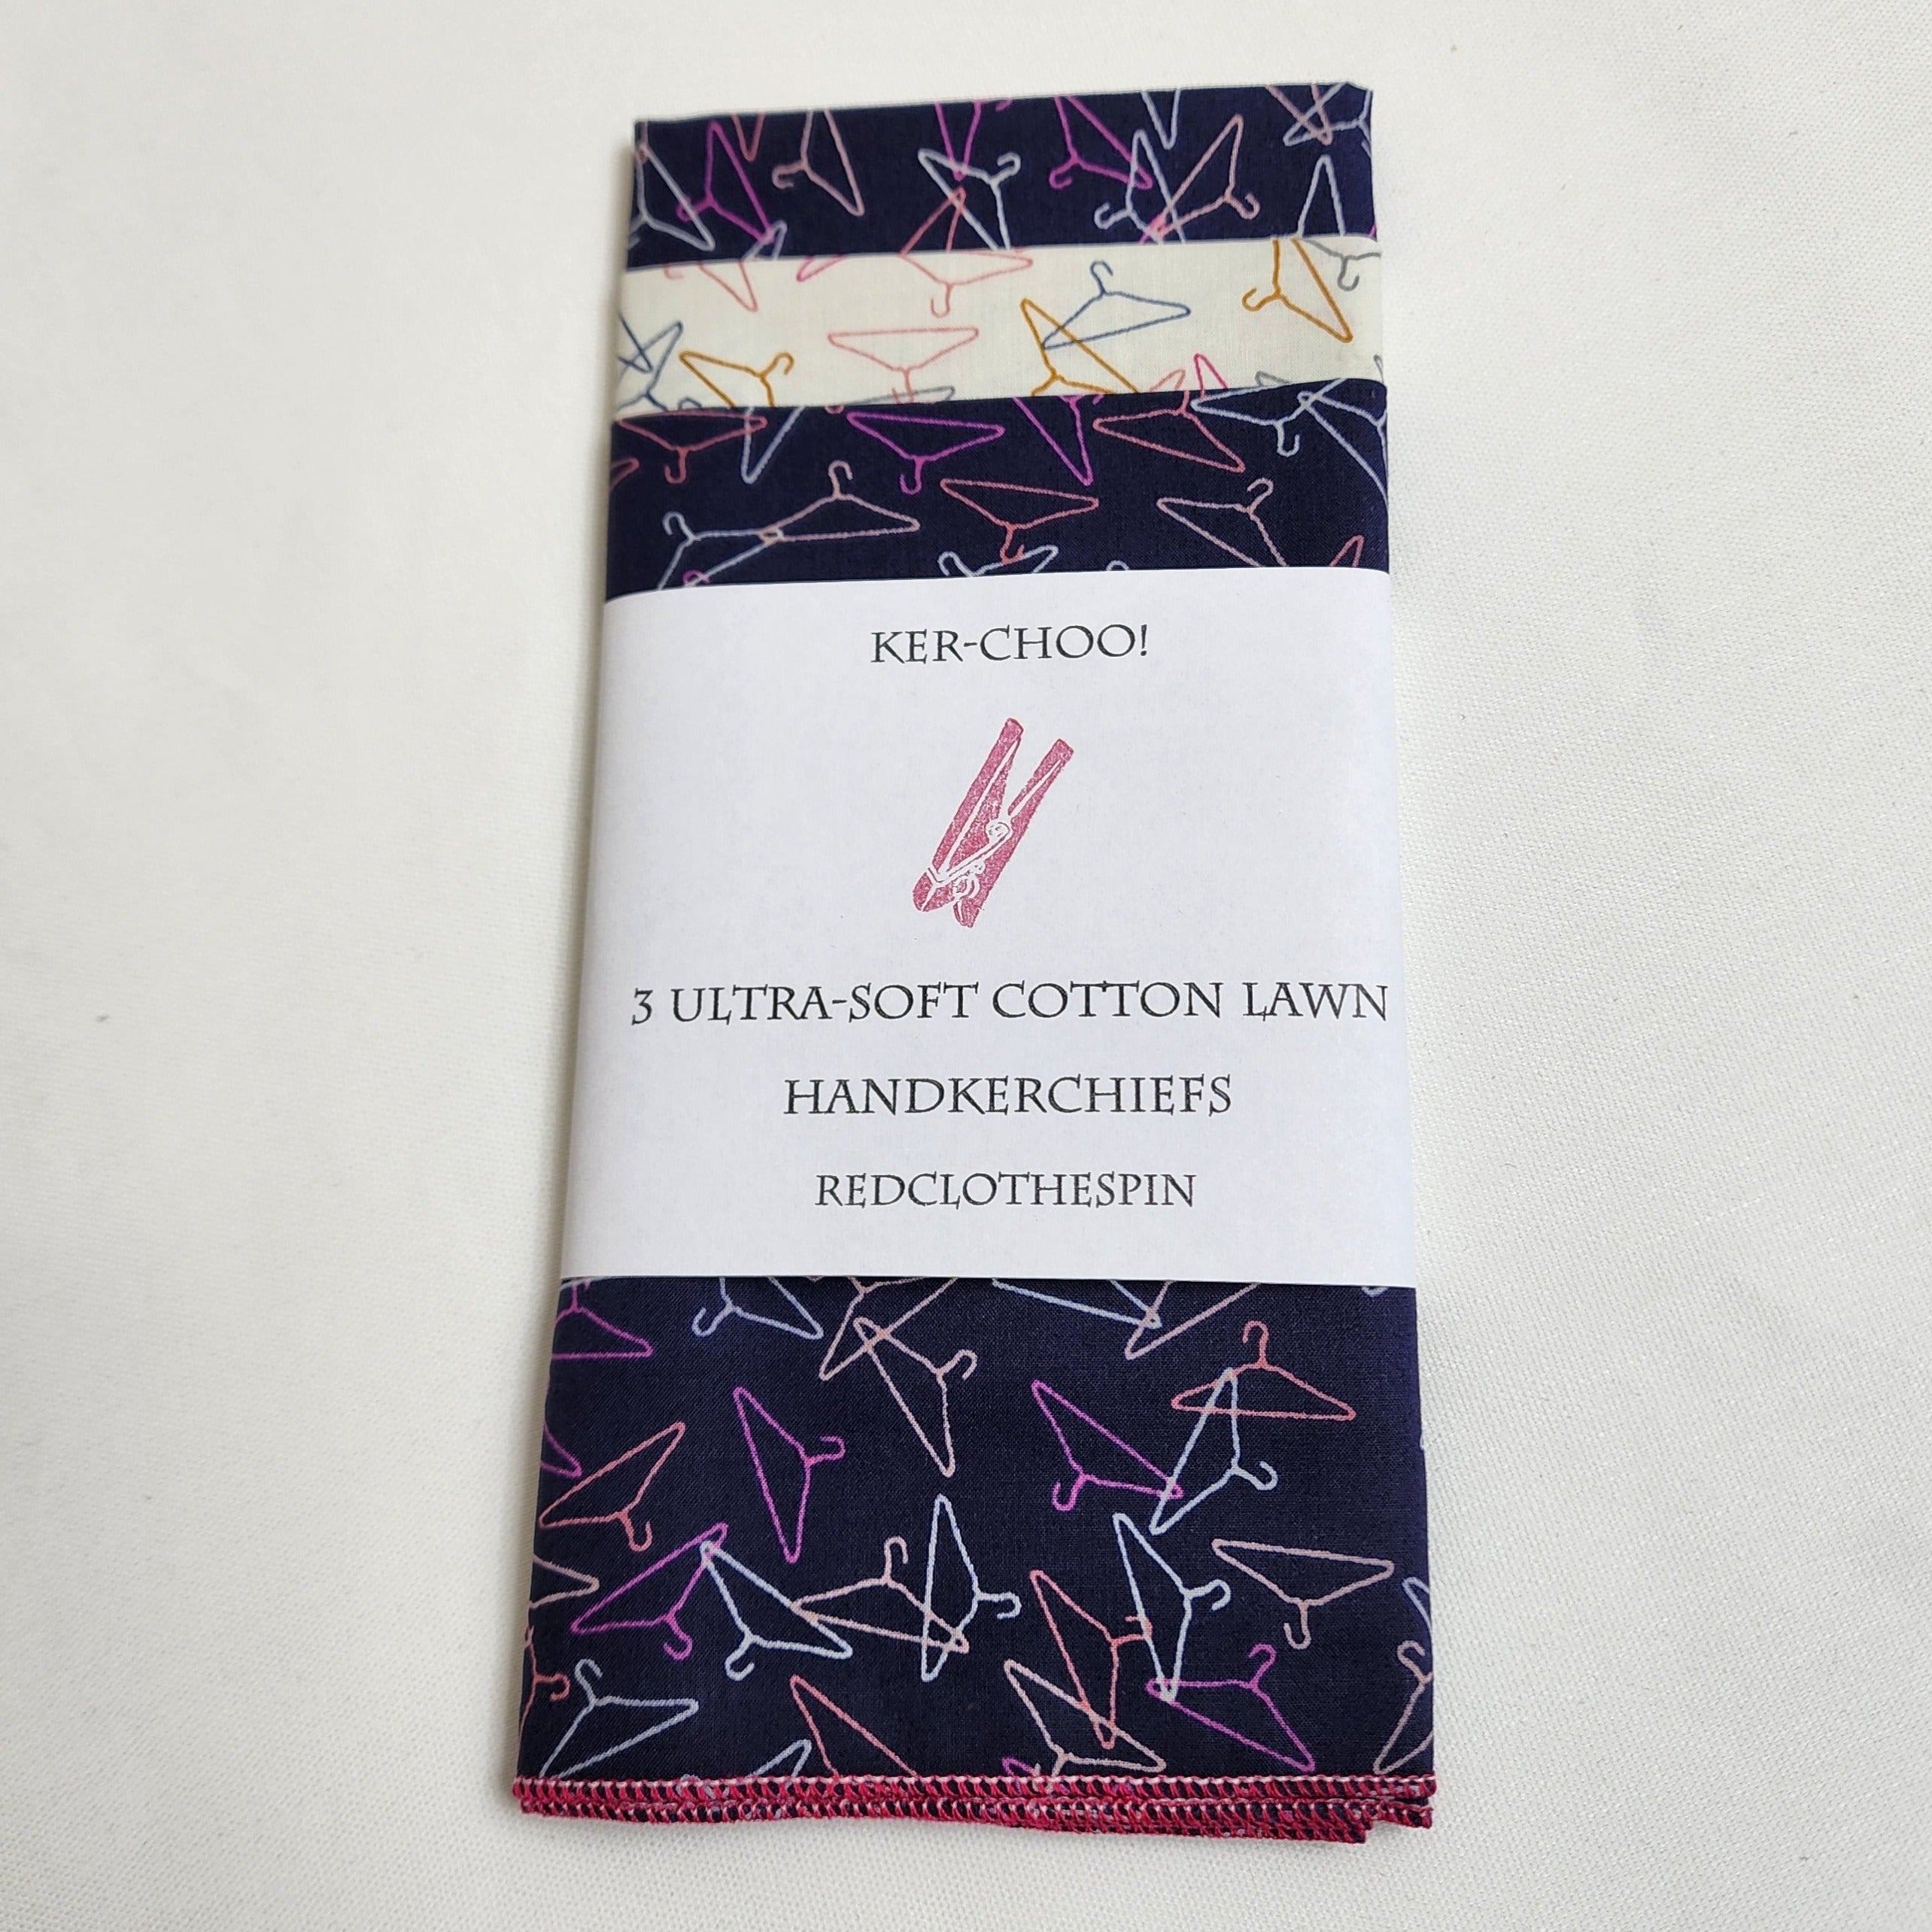 KER-CHOO!
3 ULTRA-SOFT COTTON LAWN
HANDKERCHIEFS
REDCLOTHESPIN